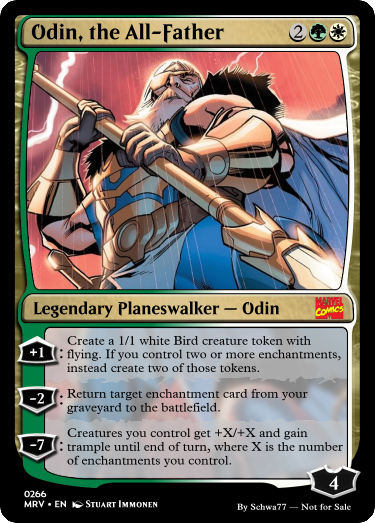 Odin, the All-Father 2
Legendary Planeswalker — Odin
MARVEL
COMICS
+1: Create a 1/1 white Bird creature token with
flying. If you control two or more enchantments,
instead create two of those tokens.
-2: Return target enchantment card from your
graveyard to the battlefield.
-7: Creatures you control get +X/+X and gain
trample until end of turn, where X is the number
of enchantments you control.
4
0266
MRV • EN Stuart Immonen
By Schwa77 — Not for Sale